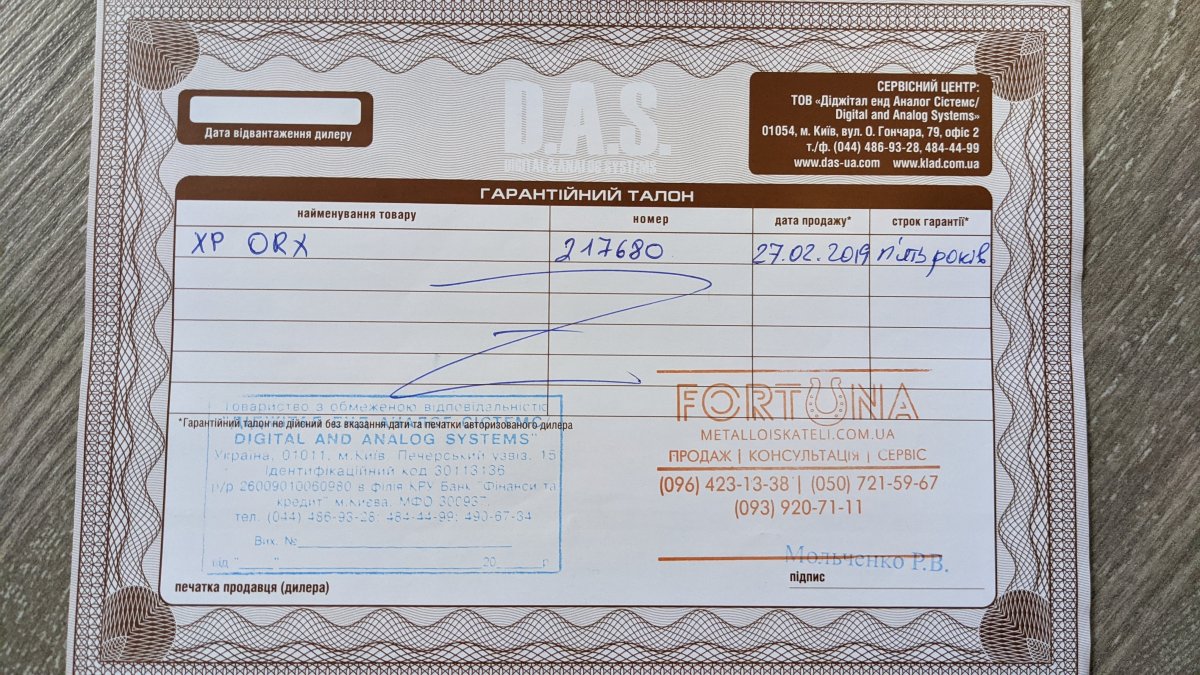 Дата відвантаження дилеру
D.A.S.
DIGITAL & ANALOG SYSTEMS
СЕРВІСНИЙ ЦЕНТР:
ТОВ «Діджітал енд Аналог Сістемс/
Digital and Analog Systems»
01054, м. Київ, вул. О. Гончара, 79, офіс 2
т./ф. (044) 486-93-28, 484-44-99
www.das-ua.com www.klad.com.ua
ГАРАНТІЙНИЙ ТАЛОН
найменування товару номер дата продажу* строк гарантії*
XP ORX 217680 27.02.2019 п'ять років
*Гарантійний талон не дійсний без вказання дати та печатки авторизованого дилера
Товариство з обмеженою відповідальністю
DIGITAL AND ANALOG SYSTEMS"
Україна, 01011, м.Київ, Печерський узвіз, 15
Ідентифікаційний код 30113136
р/р 26009010060980 в філія КРУ Банк "Фінанси та
кредит" м.Києва, МФО 300937
тел. (044) 486-93-28; 484-44-99; 490-67-34
Вих. №
від " " 20 р
FORTUNA
METALLOISKATELI.COM.UA
ПРОДАЖ | КОНСУЛЬТАЦІЯ | СЕРВІС
(096) 423-13-38 | (050) 721-59-67
(093) 920-71-11
Мольченко Р.В.
підпис
печатка продавця (дилера)